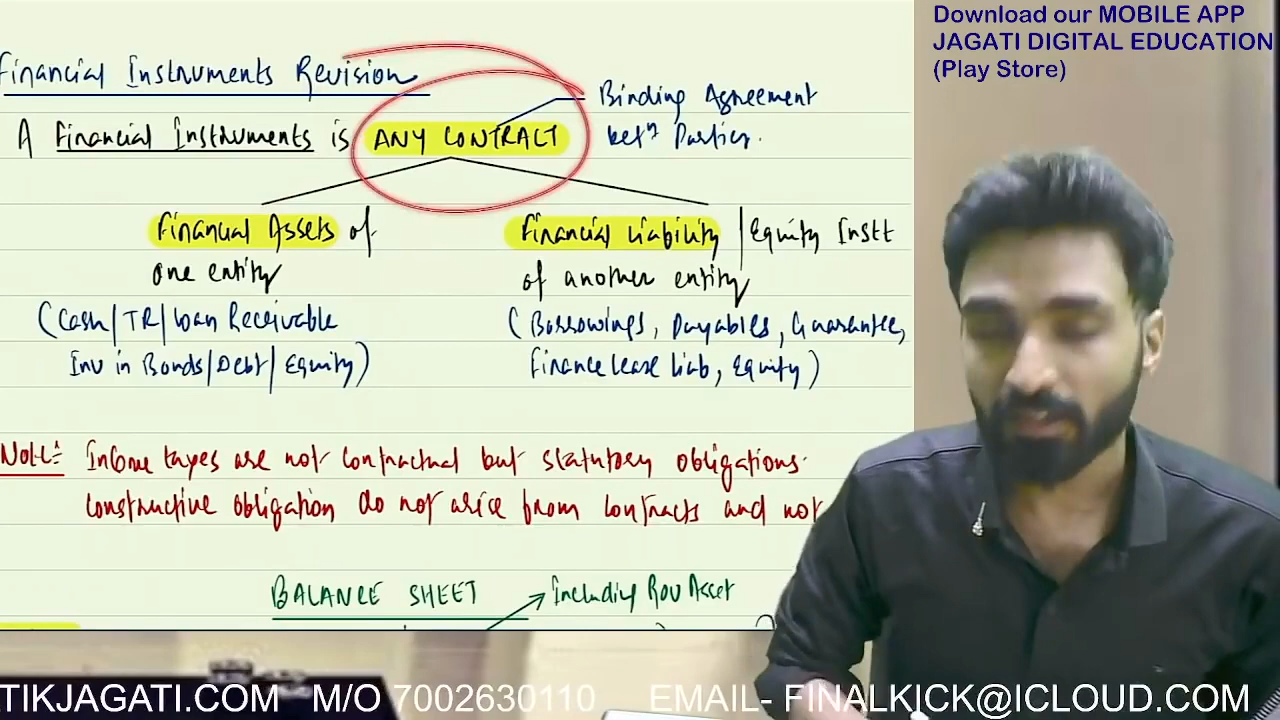 Download our MOBILE APP
JAGATI DIGITAL EDUCATION
(Play Store)
Financial Instruments Revision
A Financial Instruments is ANY CONTRACT
Binding Agreement
betn Parties.
Financial Assets of
one entity
(Cash/TR/Loan Receivable
Inv in Bonds/Debt/Equity)
Financial Liability | Equity Instt
of another entity
(Borrowings, Payables, Guarantee,
Finance lease Liab, Equity)
Note: Income taxes are not contractual but statutory obligations.
Constructive obligation do not arise from contracts and not
BALANCE SHEET
Including ROU Asset
TIKJAGATI.COM M/O 7002630110 EMAIL- FINALKICK@ICLOUD.COM